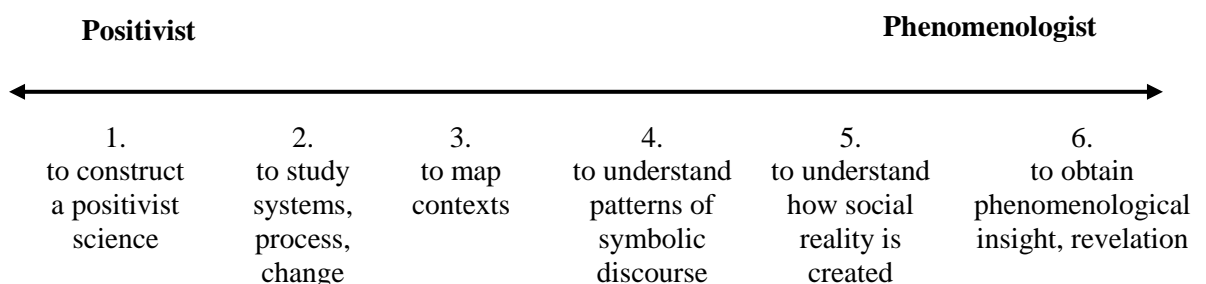 Positivist
Phenomenologist
1.
to construct
a positivist
science
2.
to study
systems,
process,
change
3.
to map
contexts
4.
to understand
patterns of
symbolic
discourse
5.
to understand
how social
reality is
created
6.
to obtain
phenomenological
insight, revelation